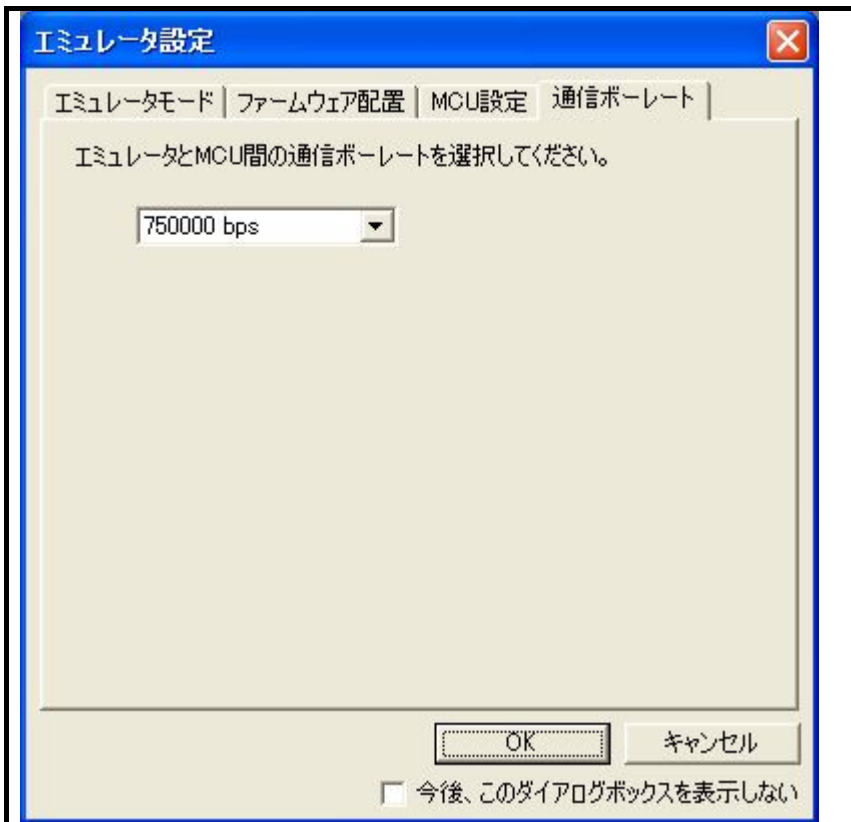 エミュレータ設定
エミュレータモード ファームウェア配置 MCU設定 通信ボーレート
エミュレータとMCU間の通信ボーレートを選択してください。
750000 bps
OK キャンセル
今後、このダイアログボックスを表示しない